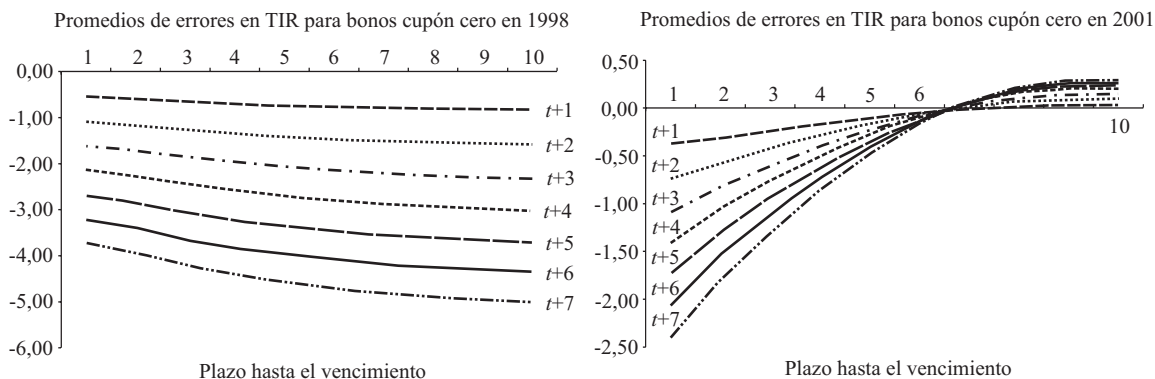 Promedios de errores en TIR para bonos cupón cero en 1998
1 2 3 4 5 6 7 8 9 10
0,00
-1,00
-2,00
-3,00
-4,00
-5,00
-6,00
t+1
t+2
t+3
t+4
t+5
t+6
t+7
Plazo hasta el vencimiento
Promedios de errores en TIR para bonos cupón cero en 2001
0,50
0,00
-0,50
-1,00
-1,50
-2,00
-2,50
1 2 3 4 5 6
10
t+1
t+2
t+3
t+4
t+5
t+6
t+7
Plazo hasta el vencimiento